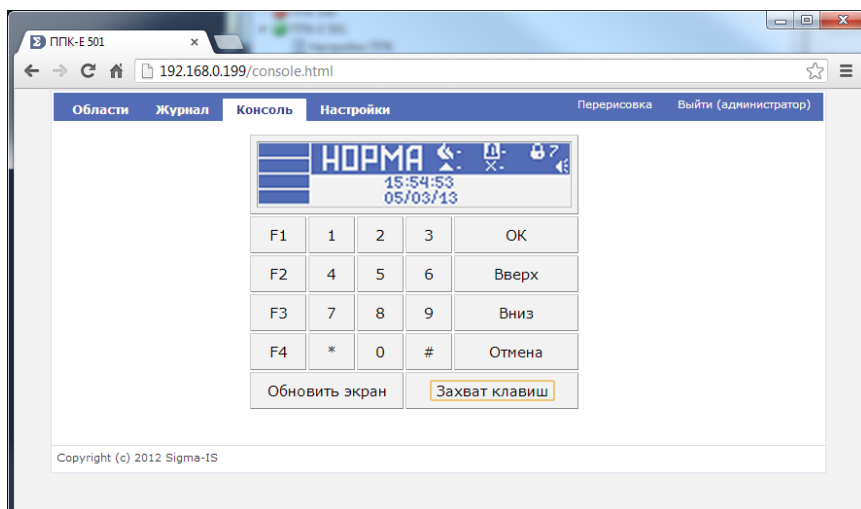 ППК-Е 501
192.168.0.199/console.html
Области Журнал Консоль Настройки Перерисовка Выйти (администратор)
НОРМА 7
15:54:53
05/03/13
F1 1 2 3 OK
F2 4 5 6 Вверх
F3 7 8 9 Вниз
F4 * 0 # Отмена
Обновить экран Захват клавиш
Copyright (c) 2012 Sigma-IS